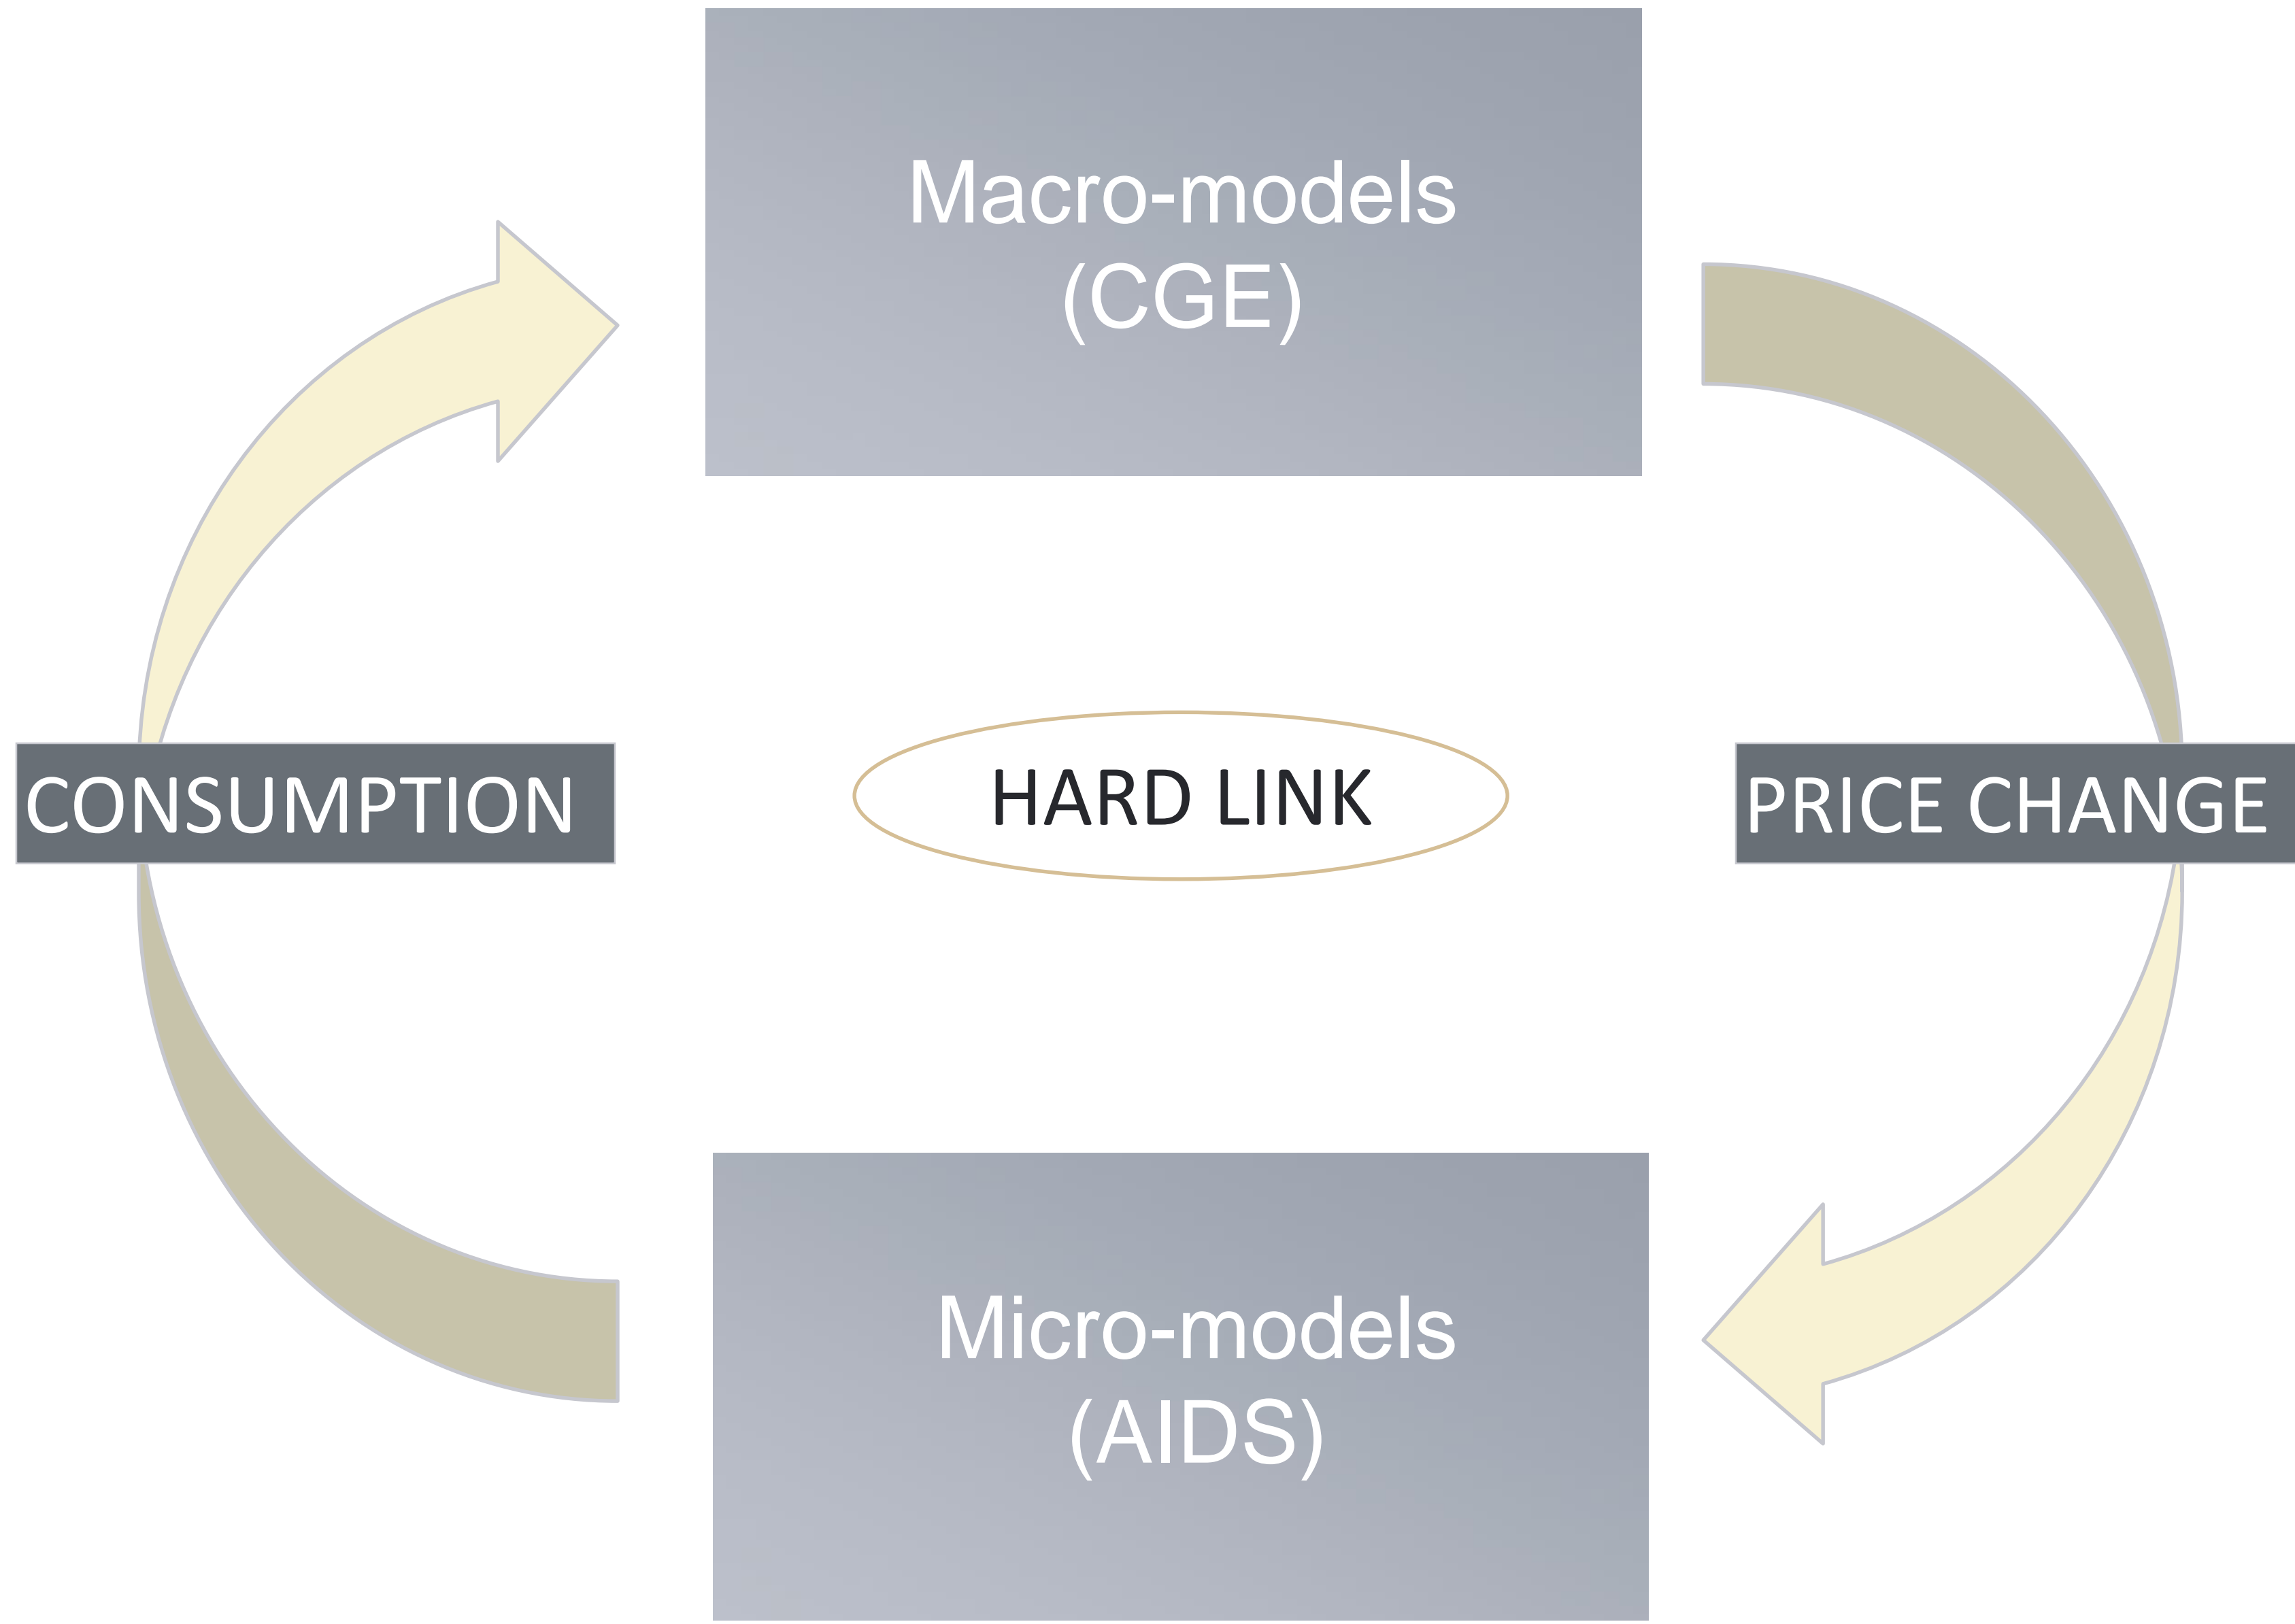 Macro-models
(CGE)
CONSUMPTION
HARD LINK
PRICE CHANGE
Micro-models
(AIDS)